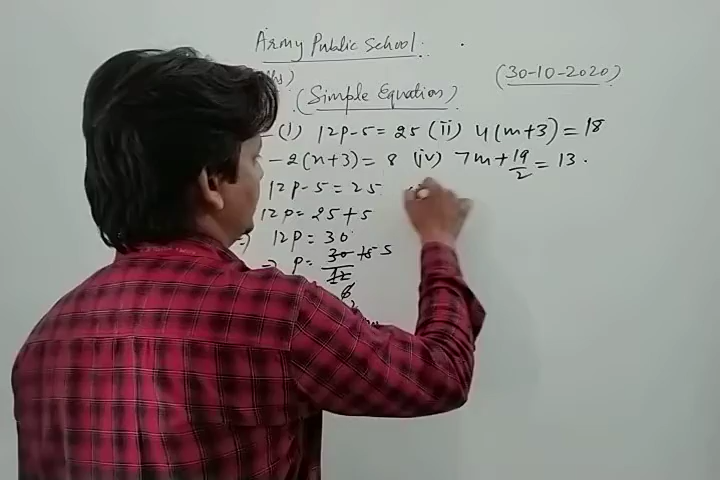 Army Public School.
(30-10-2020)
(Simple Equation)
(i) 12p-5=25 (ii) 4(m+3)=18
-2(n+3)=8 (iv) 7m+19/2=13.
12p-5=25
12p=25+5
12p=30
⇒ p=30/12